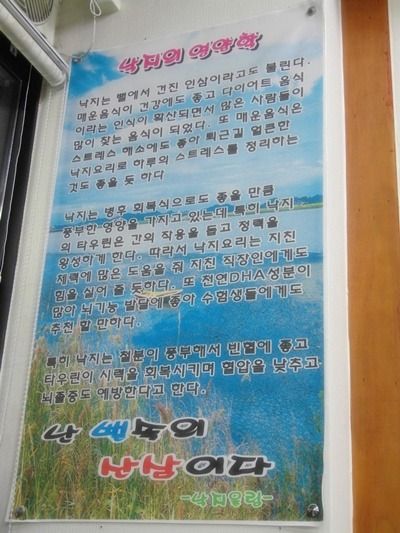 낙지의 영양학
낙지는 뻘에서 건진 인삼이라고도 불린다.
매운음식이 건강에도 좋고 다이어트 음식
이라는 인식이 확산되면서 많은 사람들이
많이 찾는 음식이 되었다. 또 매운음식은
스트레스 해소에도 좋아 퇴근길 얼큰한
낙지요리로 하루의 스트레스를 정리하는
것도 좋을 듯 하다
낙지는 병후 회복식으로도 좋을 만큼
풍부한 영양을 가지고 있는데 특히 낙지
의 타우린은 간의 작용을 돕고 정력을
왕성하게 한다. 따라서 낙지요리는 지친
체력에 많은 도움을 줘 지친 직장인에게도
힘을 실어 줄 듯하다. 또 천연DHA성분이
많아 뇌기능 발달에 좋아 수험생들에게도
추천 할 만하다.
특히 낙지는 철분이 풍부해서 빈혈에 좋고
타우린이 시력을 회복시키며 혈압을 낮추고
뇌졸중도 예방한다고 한다.
난 뻘도의
산삼이다
-낙지올림-